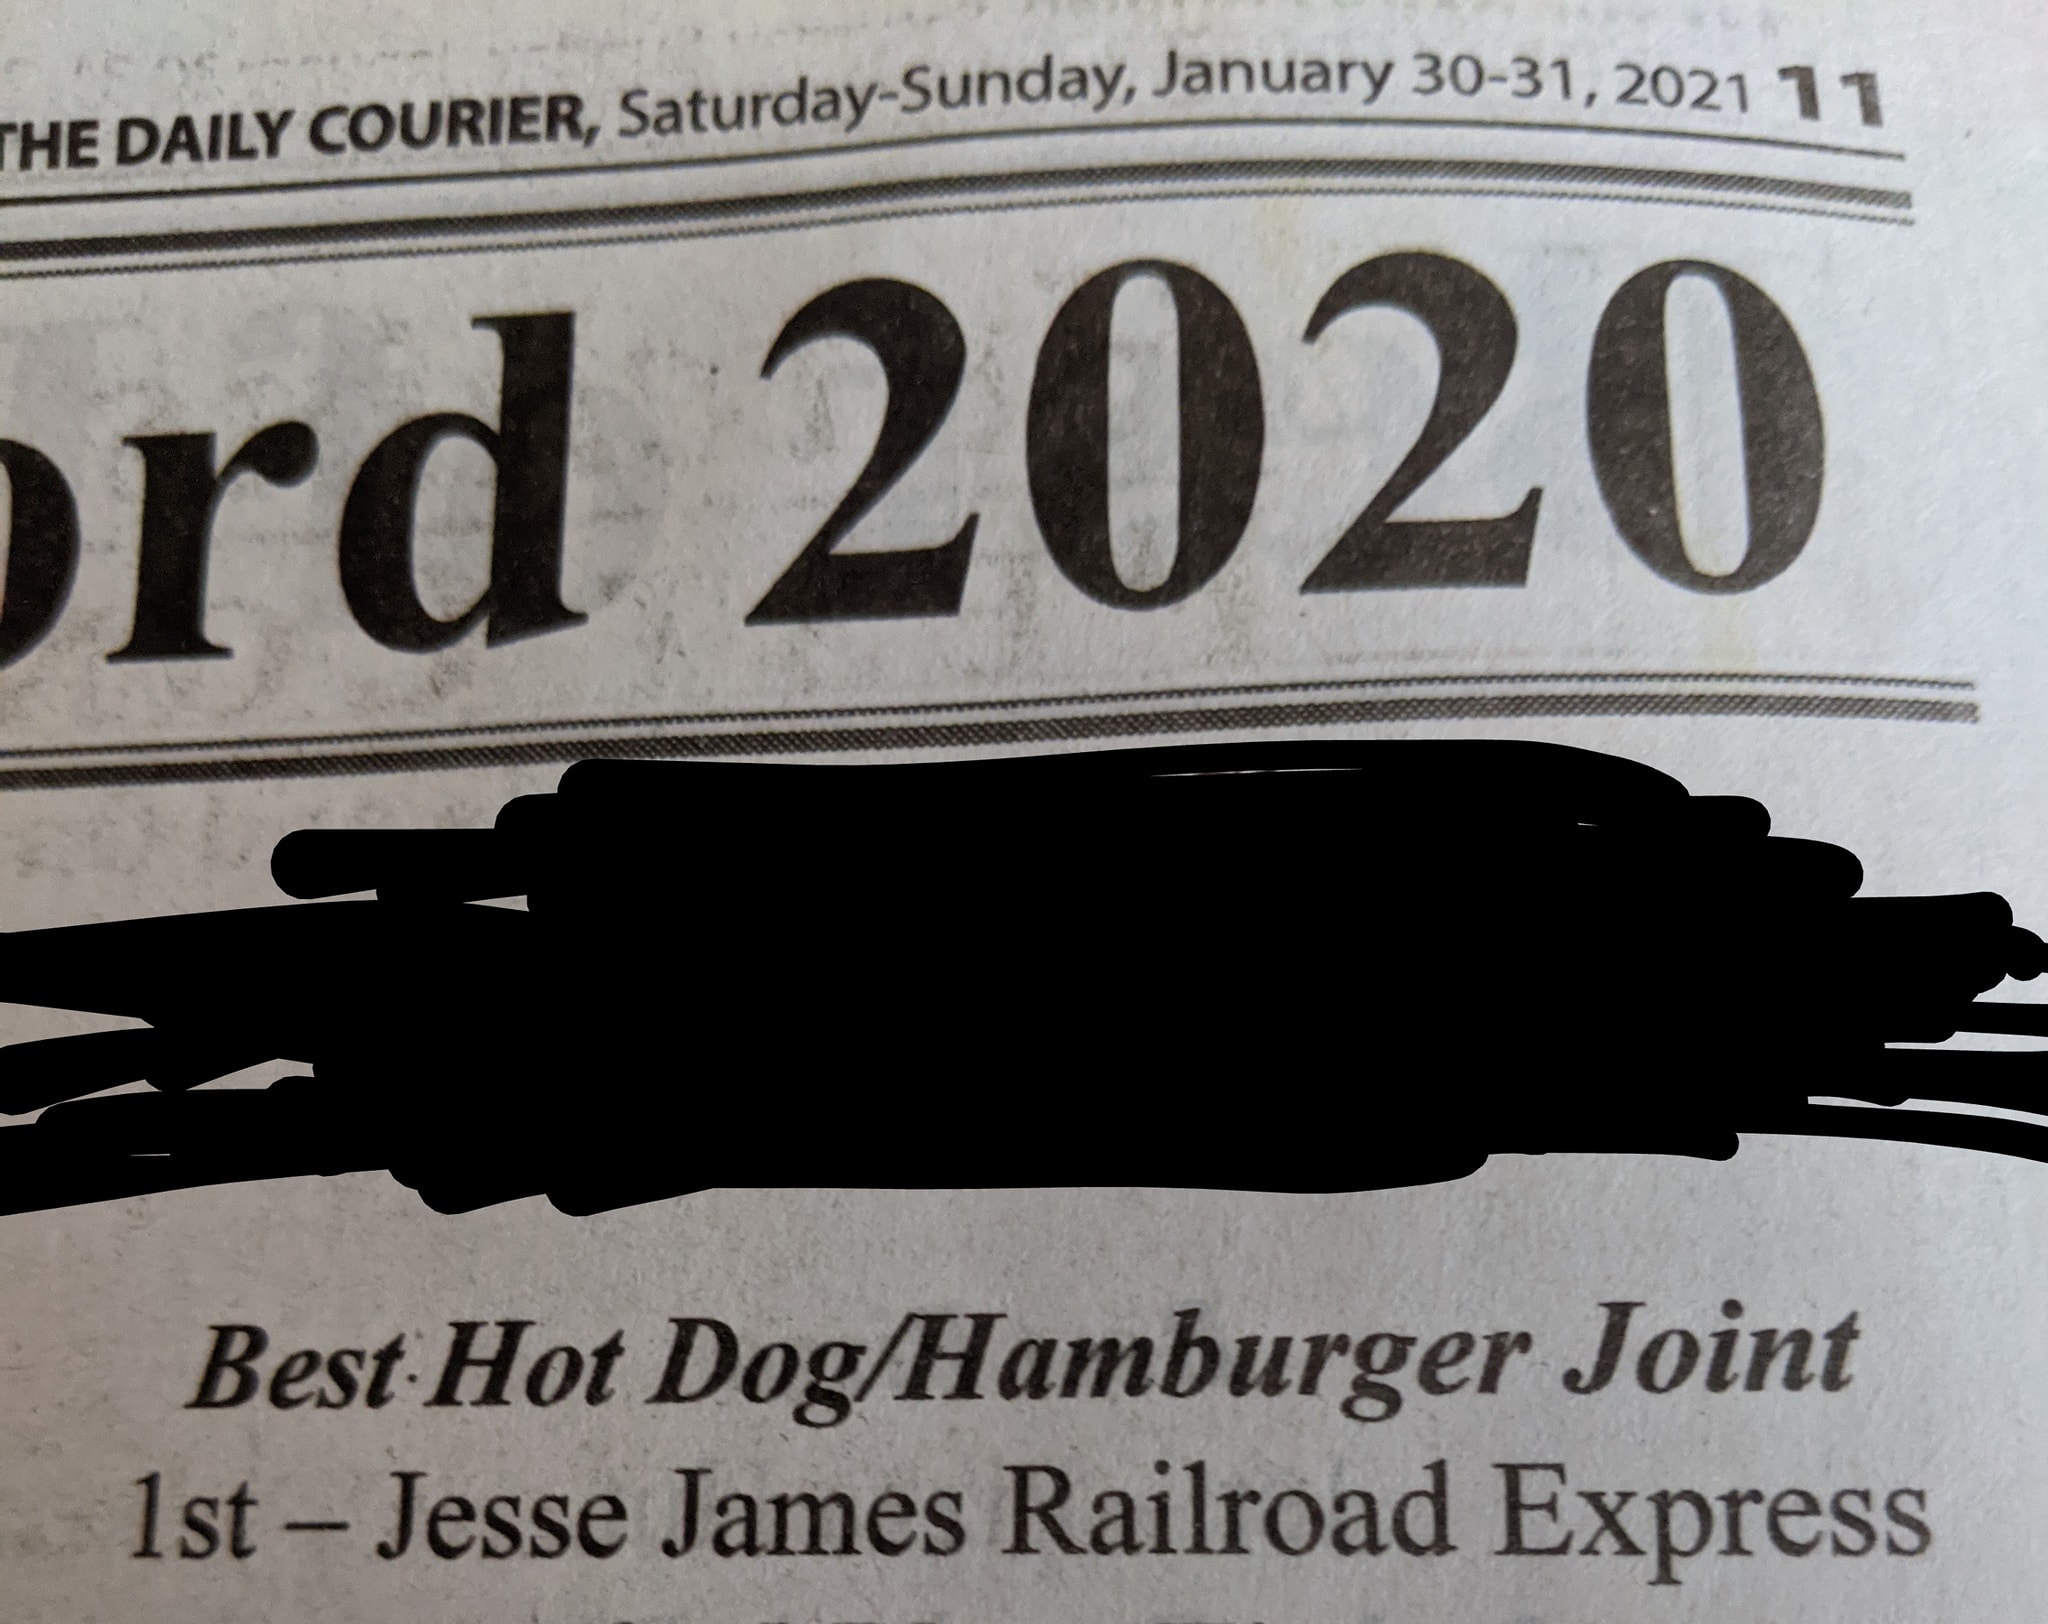 THE DAILY COURIER, Saturday-Sunday, January 30-31, 2021 11
ord 2020
Best Hot Dog/Hamburger Joint
1st – Jesse James Railroad Express